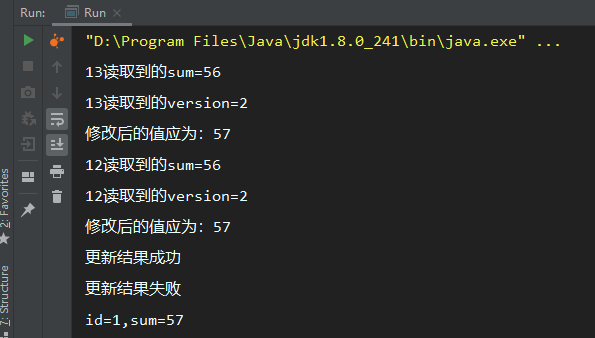 Run: Run ×
"D:\Program Files\Java\jdk1.8.0_241\bin\java.exe" ...
13读取到的sum=56
13读取到的version=2
修改后的值应为：57
12读取到的sum=56
12读取到的version=2
修改后的值应为：57
更新结果成功
更新结果失败
id=1,sum=57
2: Favorites
7: Structure